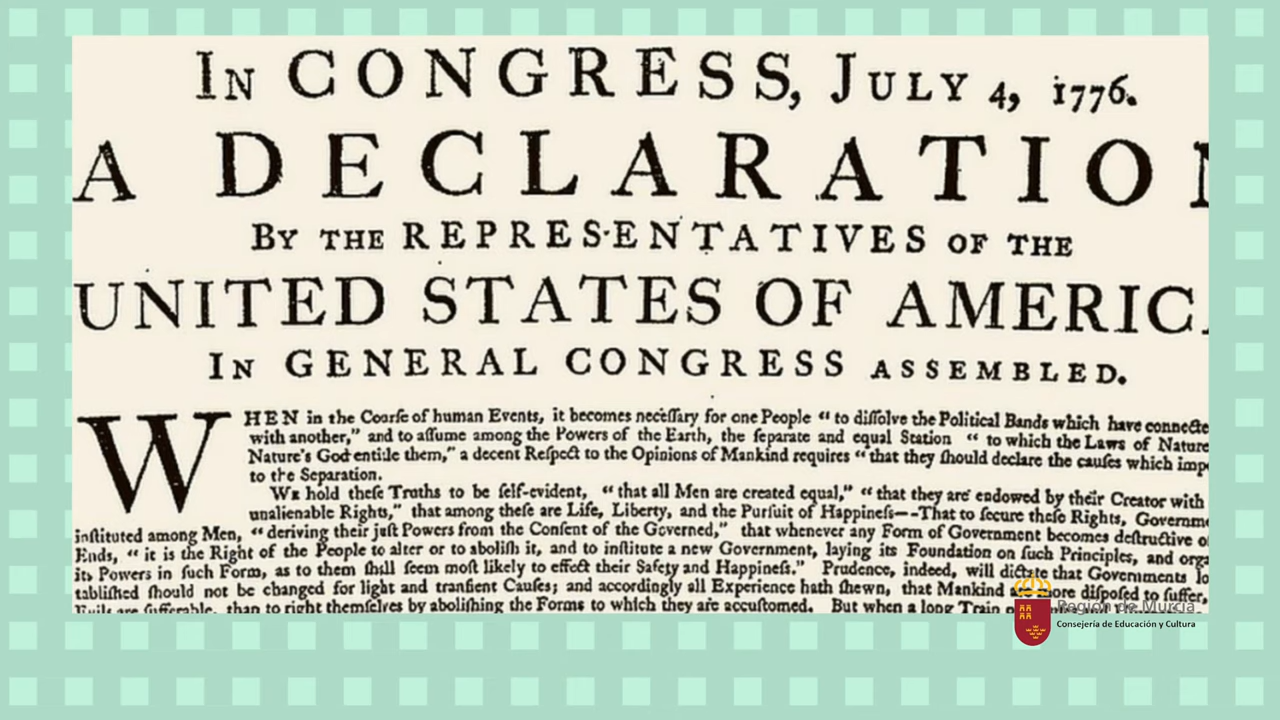 IN CONGRESS, JULY 4, 1776.
A DECLARATION
BY THE REPRESENTATIVES OF THE
UNITED STATES OF AMERIC
IN GENERAL CONGRESS ASSEMBLED.
WHEN in the Courſe of human Events, it becomes neceſſary for one People “ to diſſolve the Political Bands which have connecte
with another,” and to aſſume among the Powers of the Earth, the ſeparate and equal Station “ to which the Laws of Nature
Nature's God entitle them,” a decent Reſpect to the Opinions of Mankind requires “ that they ſhould declare the cauſes which imp
to the Separation.
WE hold theſe Truths to be ſelf-evident, “ that all Men are created equal,” “ that they are endowed by their Creator with
unalienable Rights,” that among theſe are Life, Liberty, and the Purſuit of Happineſs--That to ſecure theſe Rights, Governme
inſtituted among Men, “ deriving their juſt Powers from the Conſent of the Governed,” that whenever any Form of Government becomes deſtructive o
Ends, “ it is the Right of the People to alter or to aboliſh it, and to inſtitute a new Government, laying its Foundation on ſuch Principles, and orga
its Powers in ſuch Form, as to them ſhall ſeem moſt likely to effect their Safety and Happineſs.” Prudence, indeed, will dictate that Governments lo
tabliſhed ſhould not be changed for light and tranſient Cauſes; and accordingly all Experience hath ſhewn, that Mankind are more diſpoſed to ſuffer,
Evils are ſufferable, than to right themſelves by aboliſhing the Forms to which they are accuſtomed. But when a long Train
Región de Murcia
Consejería de Educación y Cultura